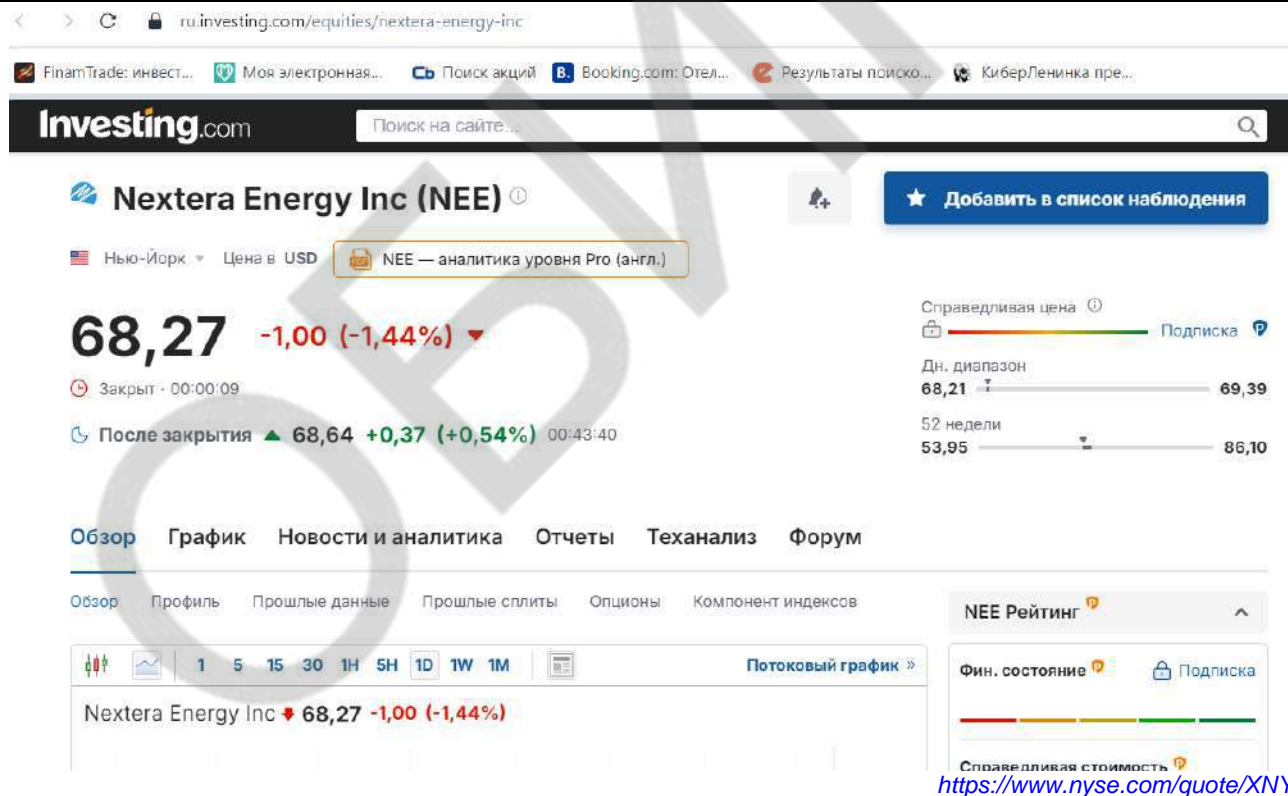 ru.investing.com/equities/nextera-energy-inc
FinamTrade: инвест... Моя электронная... Сь Поиск акций B. Booking.com: Отел... Результаты поиско... КиберЛенинка пре...
Investing.com Поиск на сайте...
Nextera Energy Inc (NEE)
Добавить в список наблюдения
Нью-Йорк Цена в USD NEE — аналитика уровня Pro (англ.)
68,27 -1,00 (-1,44%)
Закрыт · 00:00:09
После закрытия 68,64 +0,37 (+0,54%) 00:43:40
Справедливая цена
Подписка
Дн. диапазон
68,21 69,39
52 недели
53,95 86,10
Обзор График Новости и аналитика Отчеты Теханализ Форум
Обзор Профиль Прошлые данные Прошлые сплиты Опционы Компонент индексов
NEE Рейтинг
1 5 15 30 1H 5H 1D 1W 1M Потоковый график »
Фин. состояние Подписка
Nextera Energy Inc 68,27 -1,00 (-1,44%)
Справедливая стоимость
https://www.nyse.com/quote/XNY